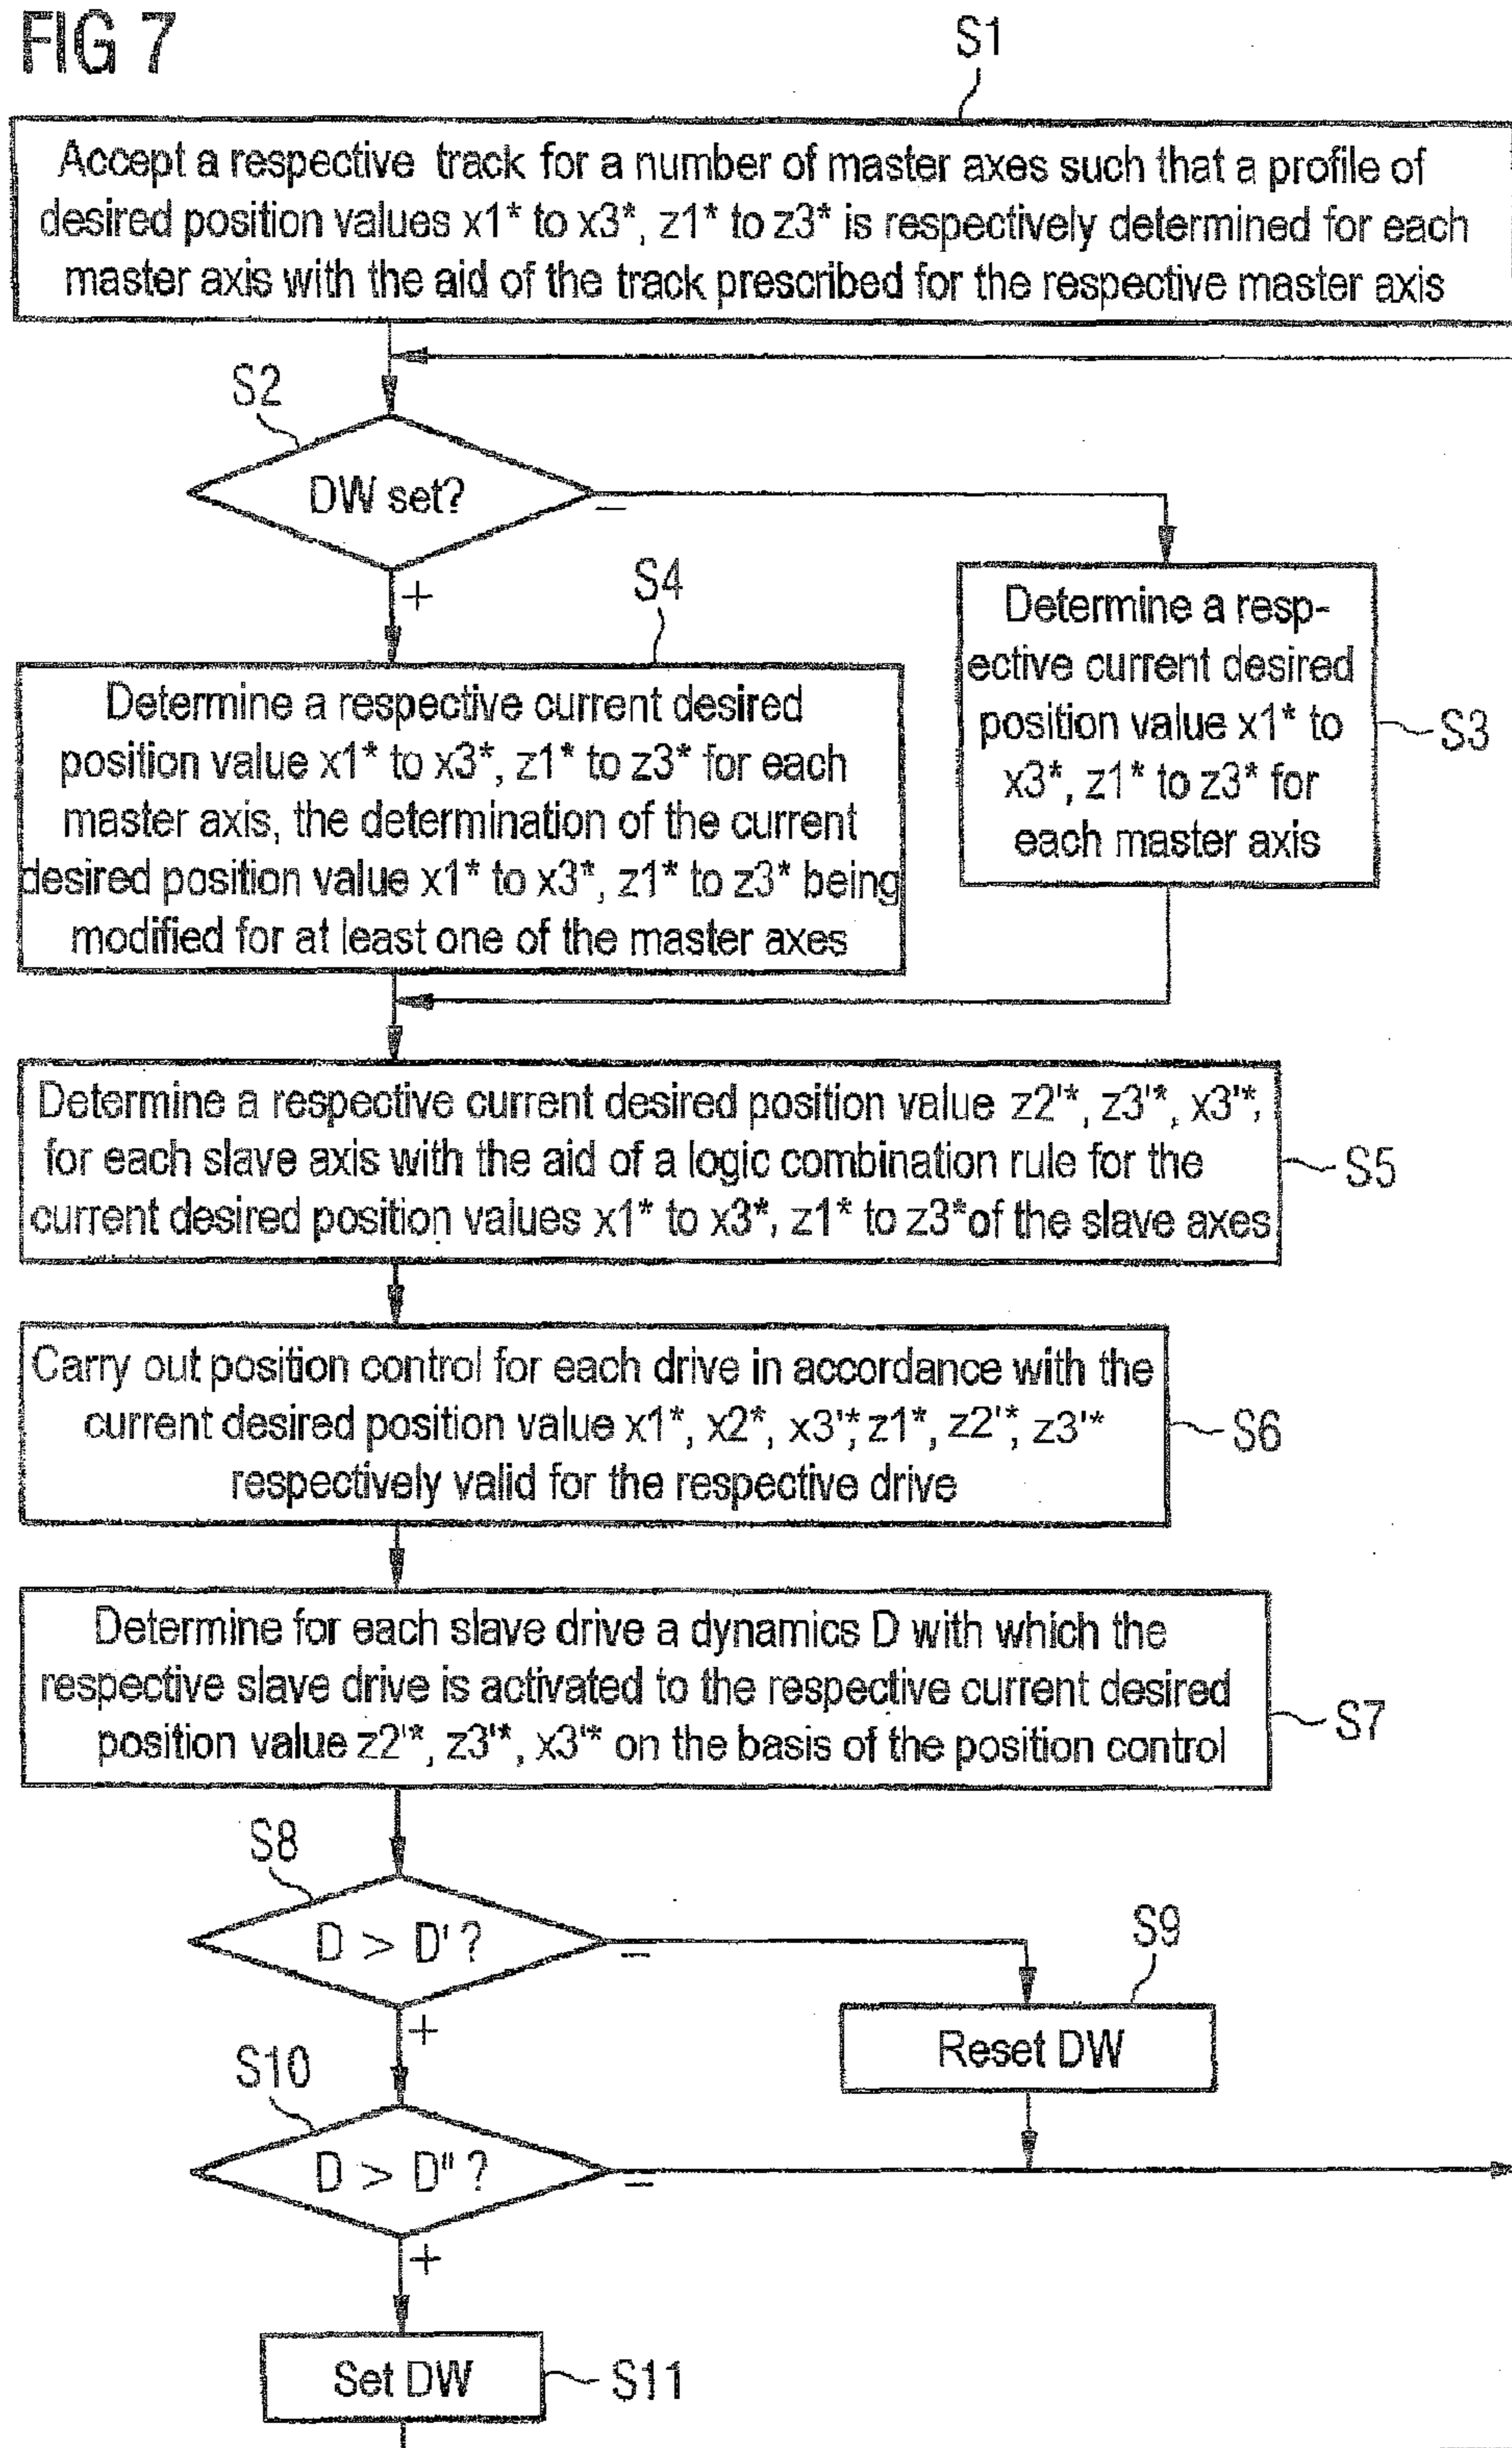 FIG 7
S1
Accept a respective track for a number of master axes such that a profile of
desired position values x1* to x3*, z1* to z3* is respectively determined for each
master axis with the aid of the track prescribed for the respective master axis
S2
DW set?
−
+
S4
Determine a respective current desired
position value x1* to x3*, z1* to z3* for each
master axis, the determination of the current
desired position value x1* to x3*, z1* to z3* being
modified for at least one of the master axes
Determine a resp-
ective current desired
position value x1* to
x3*, z1* to z3* for
each master axis
S3
Determine a respective current desired position value z2'*, z3'*, x3'*,
for each slave axis with the aid of a logic combination rule for the
current desired position values x1* to x3*, z1* to z3*of the slave axes
S5
Carry out position control for each drive in accordance with the
current desired position value x1*, x2*, x3'*, z1*, z2'*, z3'*
respectively valid for the respective drive
S6
Determine for each slave drive a dynamics D with which the
respective slave drive is activated to the respective current desired
position value z2'*, z3'*, x3'* on the basis of the position control
S7
S8
D > D' ?
−
+
S9
Reset DW
S10
D > D" ?
−
+
Set DW
S11